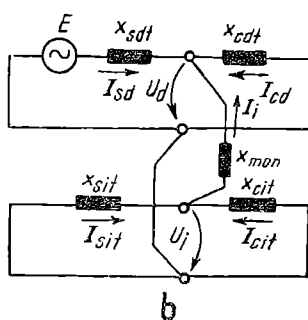 E
x_sdt
x_cdt
I_sd
U_d
I_cd
I_i
x_mon
x_sit
x_cit
I_sit
U_i
I_cit
b